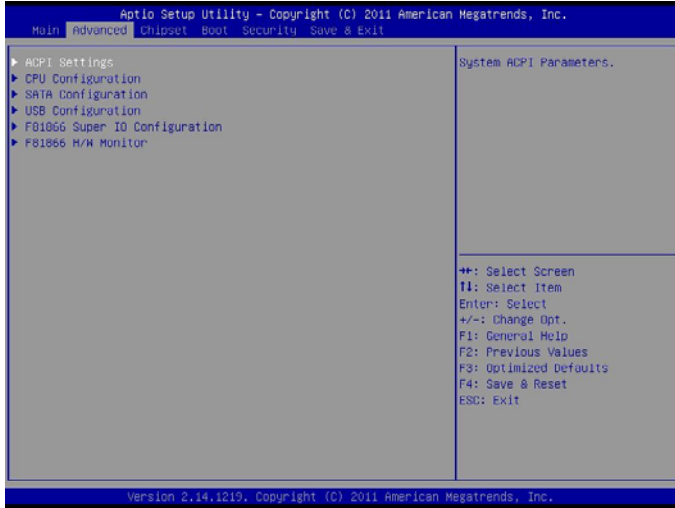 Aptio Setup Utility - Copyright (C) 2011 American Megatrends, Inc.
Main Advanced Chipset Boot Security Save & Exit
▶ ACPI Settings
▶ CPU Configuration
▶ SATA Configuration
▶ USB Configuration
▶ F81866 Super IO Configuration
▶ F81866 H/W Monitor
System ACPI Parameters.
→←: Select Screen
↑↓: Select Item
Enter: Select
+/-: Change Opt.
F1: General Help
F2: Previous Values
F3: Optimized Defaults
F4: Save & Reset
ESC: Exit
Version 2.14.1219. Copyright (C) 2011 American Megatrends, Inc.